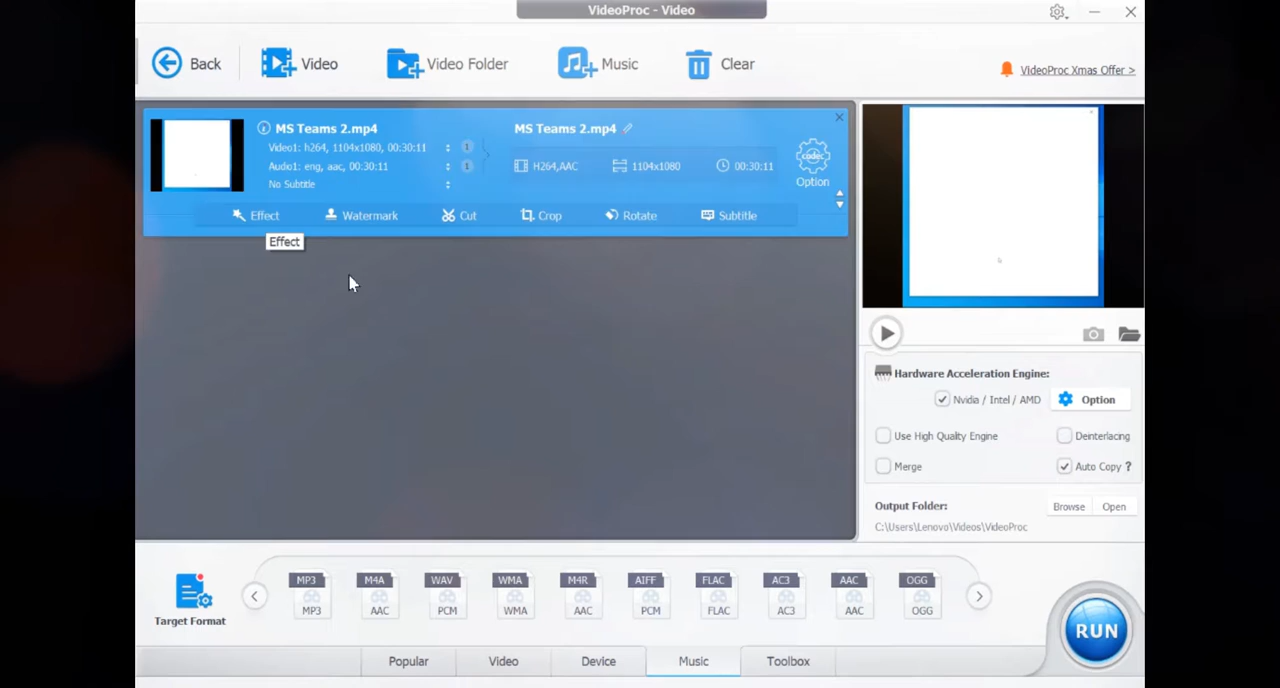 VideoProc - Video
Back
Video
Video Folder
Music
Clear
VideoProc Xmas Offer >
MS Teams 2.mp4
Video1: h264, 1104x1080, 00:30:11
1
Audio1: eng, aac, 00:30:11
1
No Subtitle
MS Teams 2.mp4
H264,AAC
1104x1080
00:30:11
codec
Option
Effect
Watermark
Cut
Crop
Rotate
Subtitle
Effect
Hardware Acceleration Engine:
Nvidia / Intel / AMD
Option
Use High Quality Engine
Deinterlacing
Merge
Auto Copy ?
Output Folder:
Browse
Open
C:\Users\Lenovo\Videos\VideoProc
Target Format
MP3
MP3
M4A
AAC
WAV
PCM
WMA
WMA
M4R
AAC
AIFF
PCM
FLAC
FLAC
AC3
AC3
AAC
AAC
OGG
OGG
RUN
Popular
Video
Device
Music
Toolbox